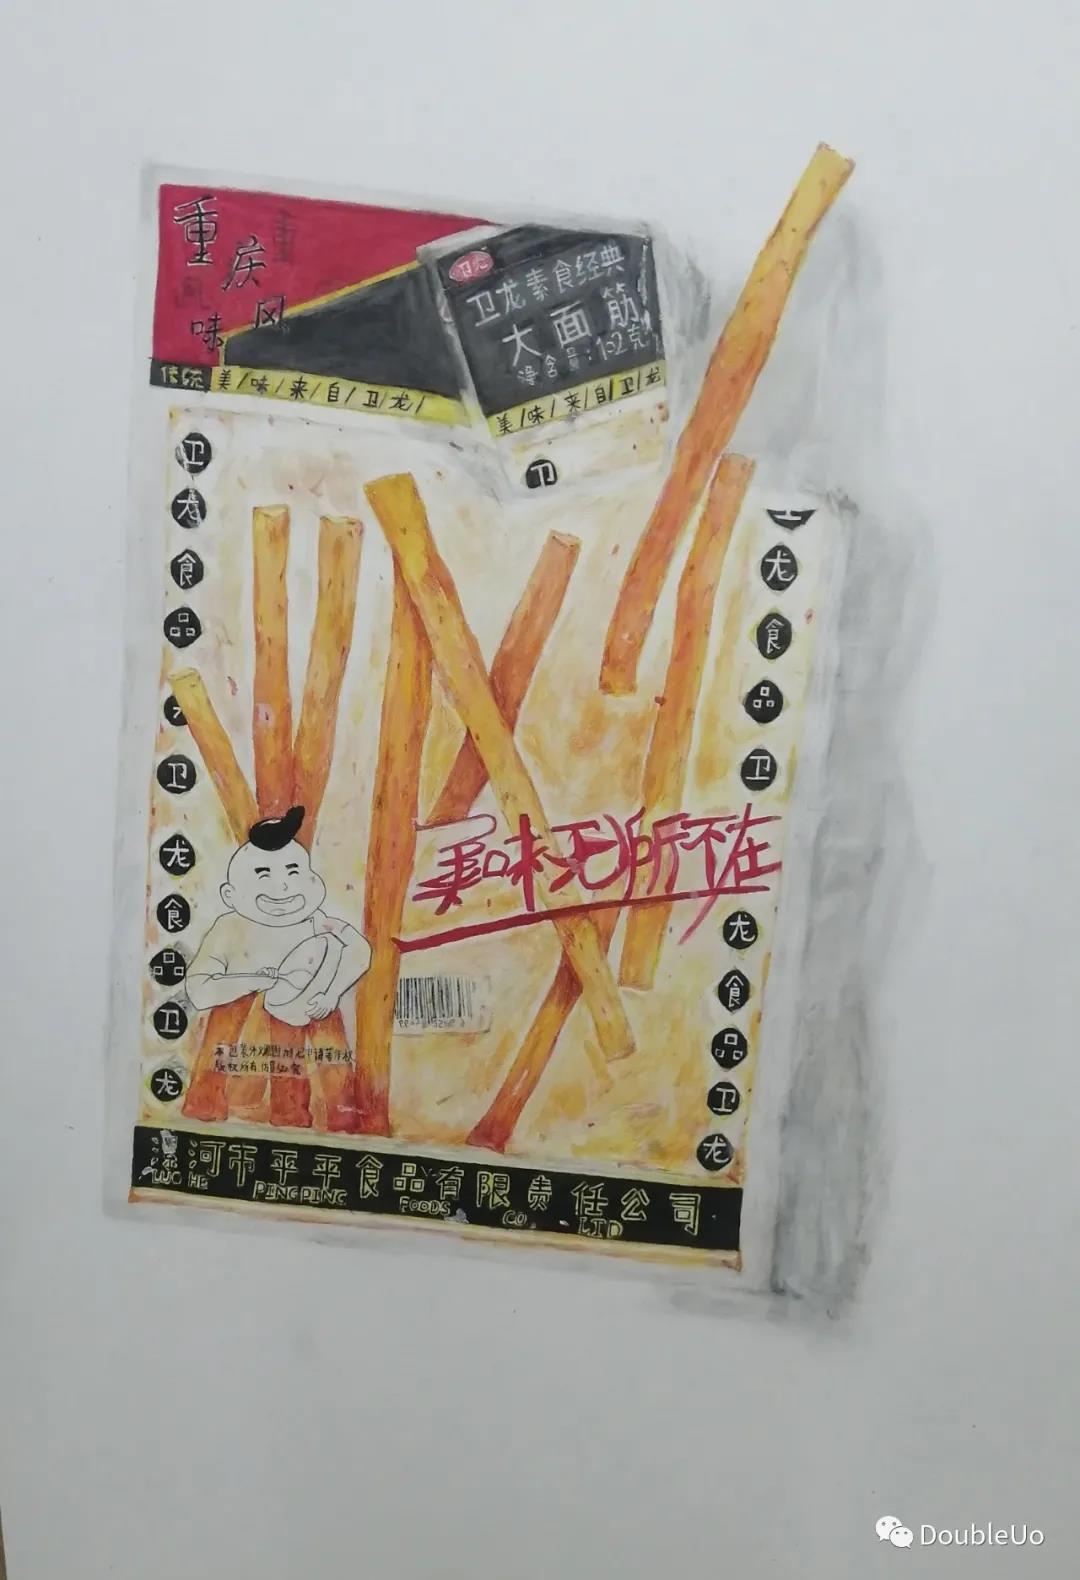 重庆风味
卫龙
卫龙素食经典
大面筋
净含量:102克
传统
美/味/来/自/卫/龙/
美/味/来/自/卫/龙
卫
卫龙食品
卫龙食品卫龙
龙食品卫
龙食品卫龙
美味无所不在
漯河市平平食品有限责任公司
LUO HE PINGPING FOODS CO. LTD
DoubleUo